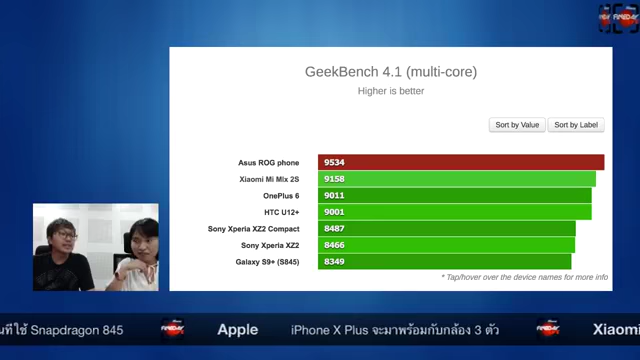 GeekBench 4.1 (multi-core)
Higher is better
Sort by Value
Sort by Label
Asus ROG phone 9534
Xiaomi Mi Mix 2S 9158
OnePlus 6 9011
HTC U12+ 9001
Sony Xperia XZ2 Compact 8487
Sony Xperia XZ2 8466
Galaxy S9+ (S845) 8349
* Tap/hover over the device names for more info
นที่ใช้ Snapdragon 845 Apple iPhone X Plus จะมาพร้อมกับกล้อง 3 ตัว Xiaomi